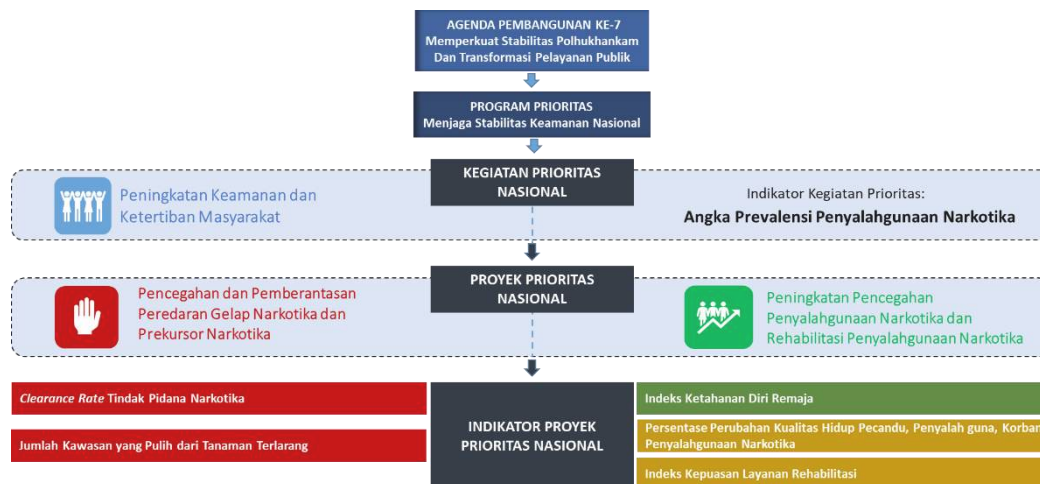 AGENDA PEMBANGUNAN KE-7
Memperkuat Stabilitas Polhukhankam
Dan Transformasi Pelayanan Publik
PROGRAM PRIORITAS
Menjaga Stabilitas Keamanan Nasional
KEGIATAN PRIORITAS
NASIONAL
Peningkatan Keamanan dan
Ketertiban Masyarakat
Indikator Kegiatan Prioritas:
Angka Prevalensi Penyalahgunaan Narkotika
PROYEK PRIORITAS
NASIONAL
Pencegahan dan Pemberantasan
Peredaran Gelap Narkotika dan
Prekursor Narkotika
Peningkatan Pencegahan
Penyalahgunaan Narkotika dan
Rehabilitasi Penyalahgunaan Narkotika
INDIKATOR PROYEK
PRIORITAS NASIONAL
Clearance Rate Tindak Pidana Narkotika
Jumlah Kawasan yang Pulih dari Tanaman Terlarang
Indeks Ketahanan Diri Remaja
Persentase Perubahan Kualitas Hidup Pecandu, Penyalah guna, Korban
Penyalahgunaan Narkotika
Indeks Kepuasan Layanan Rehabilitasi